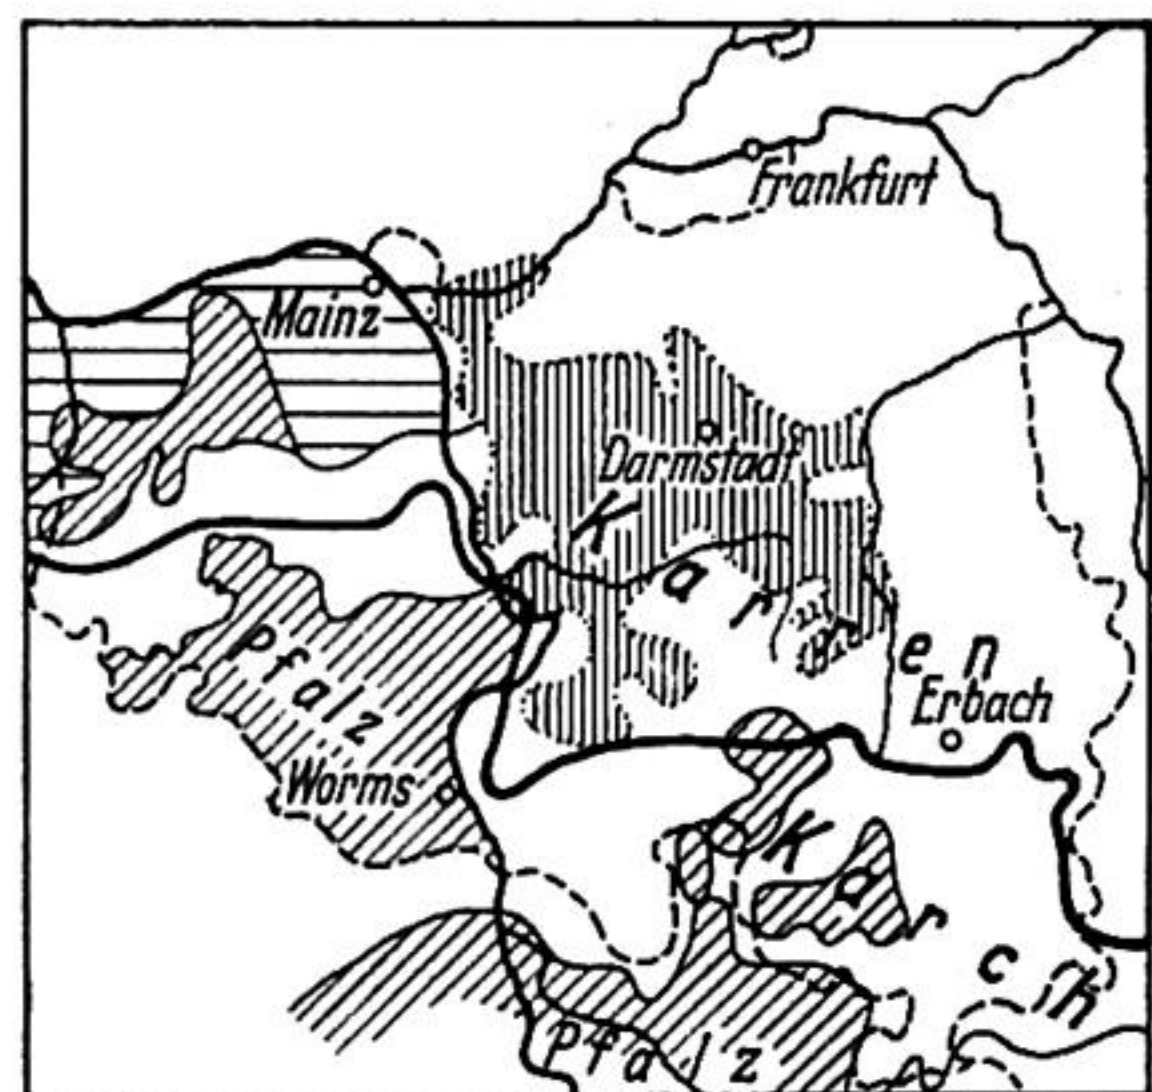 Frankfurt
Mainz
Darmstadt
Karren
Erbach
Pfalz
Worms
Karch
Pfalz